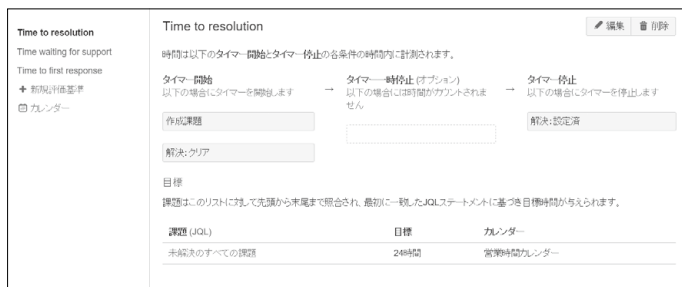 Time to resolution
Time waiting for support
Time to first response
新規評価基準
カレンダー
Time to resolution
編集
削除
時間は以下のタイマー開始とタイマー停止の各条件の時間内に計測されます。
タイマー開始
以下の場合にタイマーを開始します
作成課題
解決:クリア
→
タイマー一時停止 (オプション)
以下の場合には時間がカウントされま
せん
→
タイマー停止
以下の場合にタイマーを停止します
解決:設定済
目標
課題はこのリストに対して先頭から末尾まで照合され、最初に一致したJQLステートメントに基づき目標時間が与えられます。
課題 (JQL) 目標 カレンダー
未解決のすべての課題 24時間 営業時間カレンダー